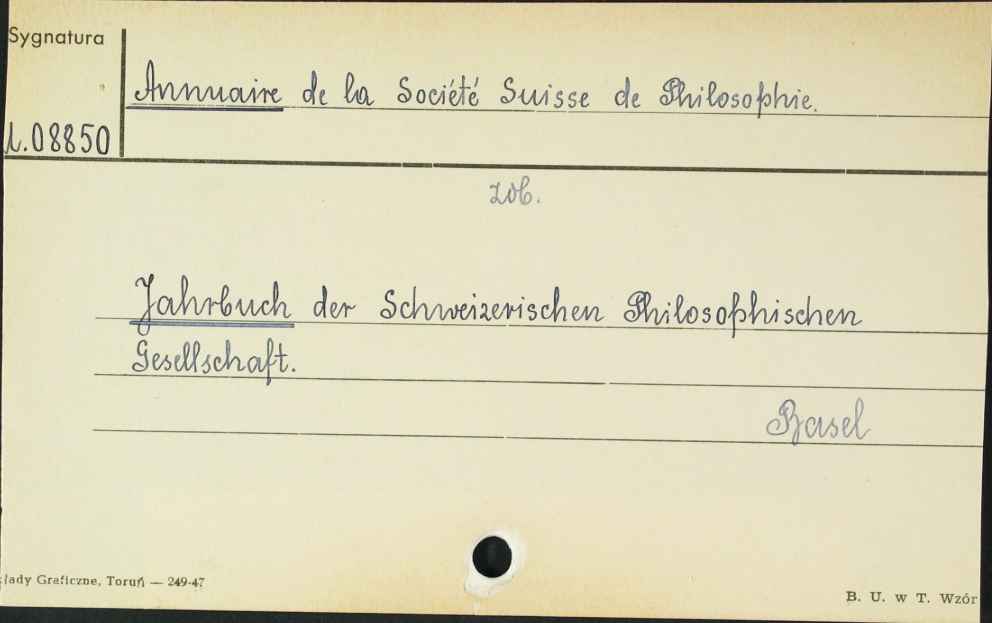 Sygnatura
Annuaire de la Société Suisse de Philosophie.
08850
zob.
Jahrbuch der Schweizerischen Philosophischen
Gesellschaft.
Basel
łady Graficzne, Toruń — 249-47
B. U. w T. Wzór